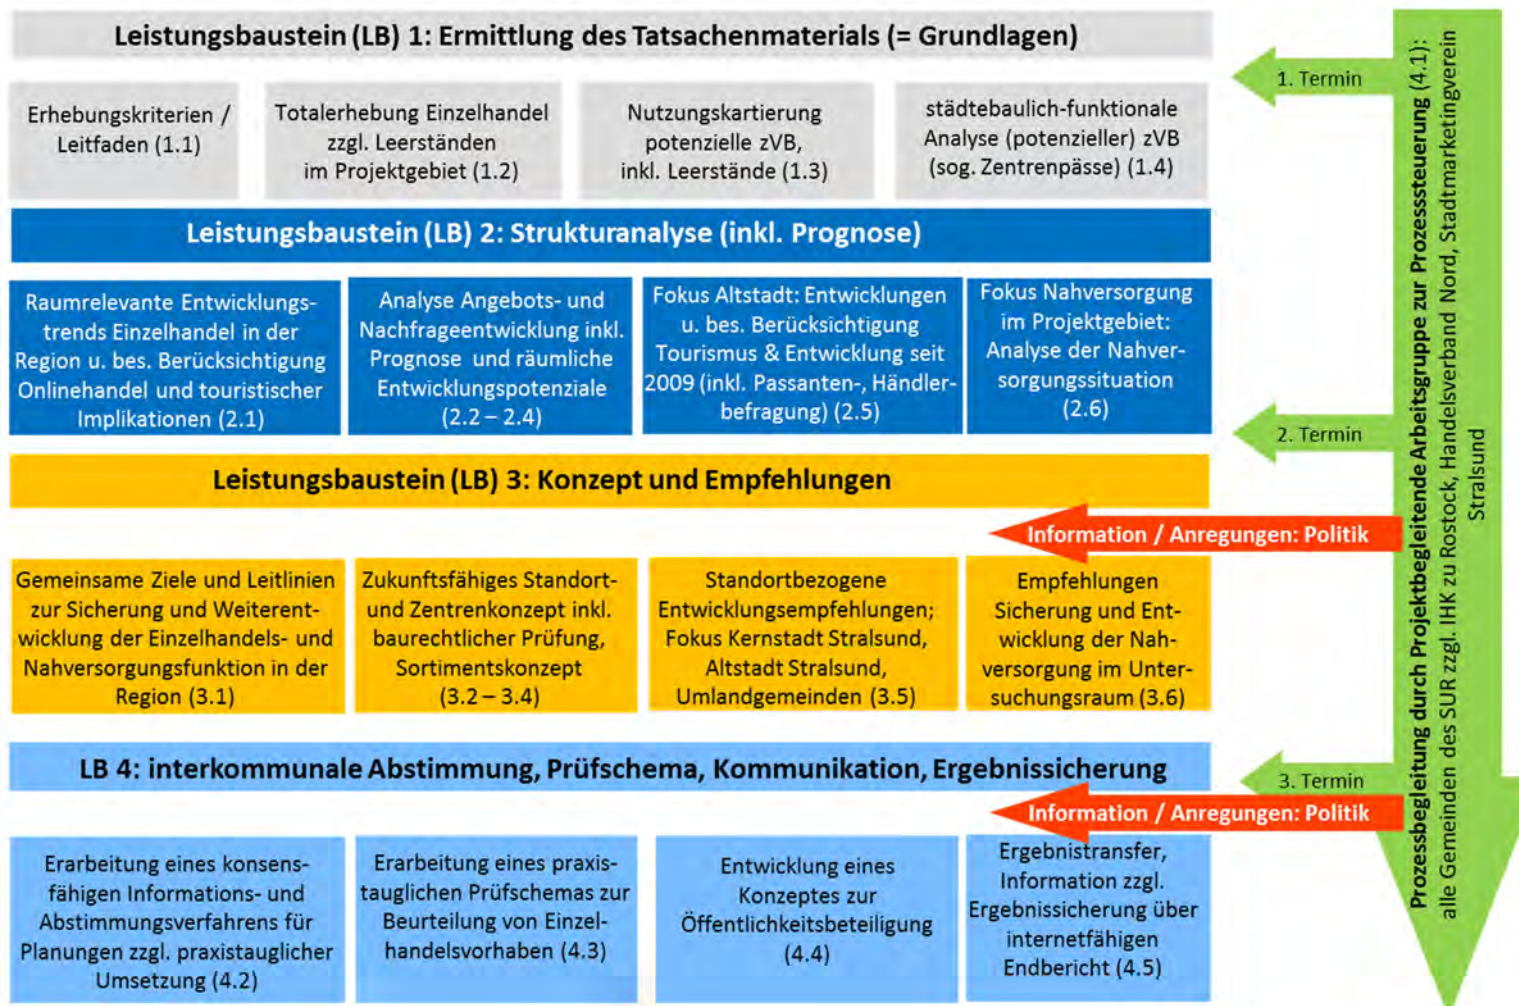 Leistungsbaustein (LB) 1: Ermittlung des Tatsachenmaterials (= Grundlagen)
1. Termin
Erhebungskriterien /
Leitfaden (1.1)
Totalerhebung Einzelhandel
zzgl. Leerständen
im Projektgebiet (1.2)
Nutzungskartierung
potenzielle zVB,
inkl. Leerstände (1.3)
städtebaulich-funktionale
Analyse (potenzieller) zVB
(sog. Zentrenpässe) (1.4)
Leistungsbaustein (LB) 2: Strukturanalyse (inkl. Prognose)
Raumrelevante Entwicklungs-
trends Einzelhandel in der
Region u. bes. Berücksichtigung
Onlinehandel und touristischer
Implikationen (2.1)
Analyse Angebots- und
Nachfrageentwicklung inkl.
Prognose und räumliche
Entwicklungspotenziale
(2.2 – 2.4)
Fokus Altstadt: Entwicklungen
u. bes. Berücksichtigung
Tourismus & Entwicklung seit
2009 (inkl. Passanten-, Händler-
befragung) (2.5)
Fokus Nahversorgung
im Projektgebiet:
Analyse der Nahver-
sorgungssituation
(2.6)
2. Termin
Leistungsbaustein (LB) 3: Konzept und Empfehlungen
Information / Anregungen: Politik
Gemeinsame Ziele und Leitlinien
zur Sicherung und Weiterent-
wicklung der Einzelhandels- und
Nahversorgungsfunktion in der
Region (3.1)
Zukunftsfähiges Standort-
und Zentrenkonzept inkl.
baurechtlicher Prüfung,
Sortimentskonzept
(3.2 – 3.4)
Standortbezogene
Entwicklungsempfehlungen;
Fokus Kernstadt Stralsund,
Altstadt Stralsund,
Umlandgemeinden (3.5)
Empfehlungen
Sicherung und Ent-
wicklung der Nah-
versorgung im Unter-
suchungsraum (3.6)
LB 4: interkommunale Abstimmung, Prüfschema, Kommunikation, Ergebnissicherung
3. Termin
Information / Anregungen: Politik
Erarbeitung eines konsens-
fähigen Informations- und
Abstimmungsverfahrens für
Planungen zzgl. praxistauglicher
Umsetzung (4.2)
Erarbeitung eines praxis-
tauglichen Prüfschemas zur
Beurteilung von Einzel-
handelsvorhaben (4.3)
Entwicklung eines
Konzeptes zur
Öffentlichkeitsbeteiligung
(4.4)
Ergebnistransfer,
Information zzgl.
Ergebnissicherung über
internetfähigen
Endbericht (4.5)
Prozessbegleitung durch Projektbegleitende Arbeitsgruppe zur Prozesssteuerung (4.1):
alle Gemeinden des SUR zzgl. IHK zu Rostock, Handelsverband Nord, Stadtmarketingverein
Stralsund